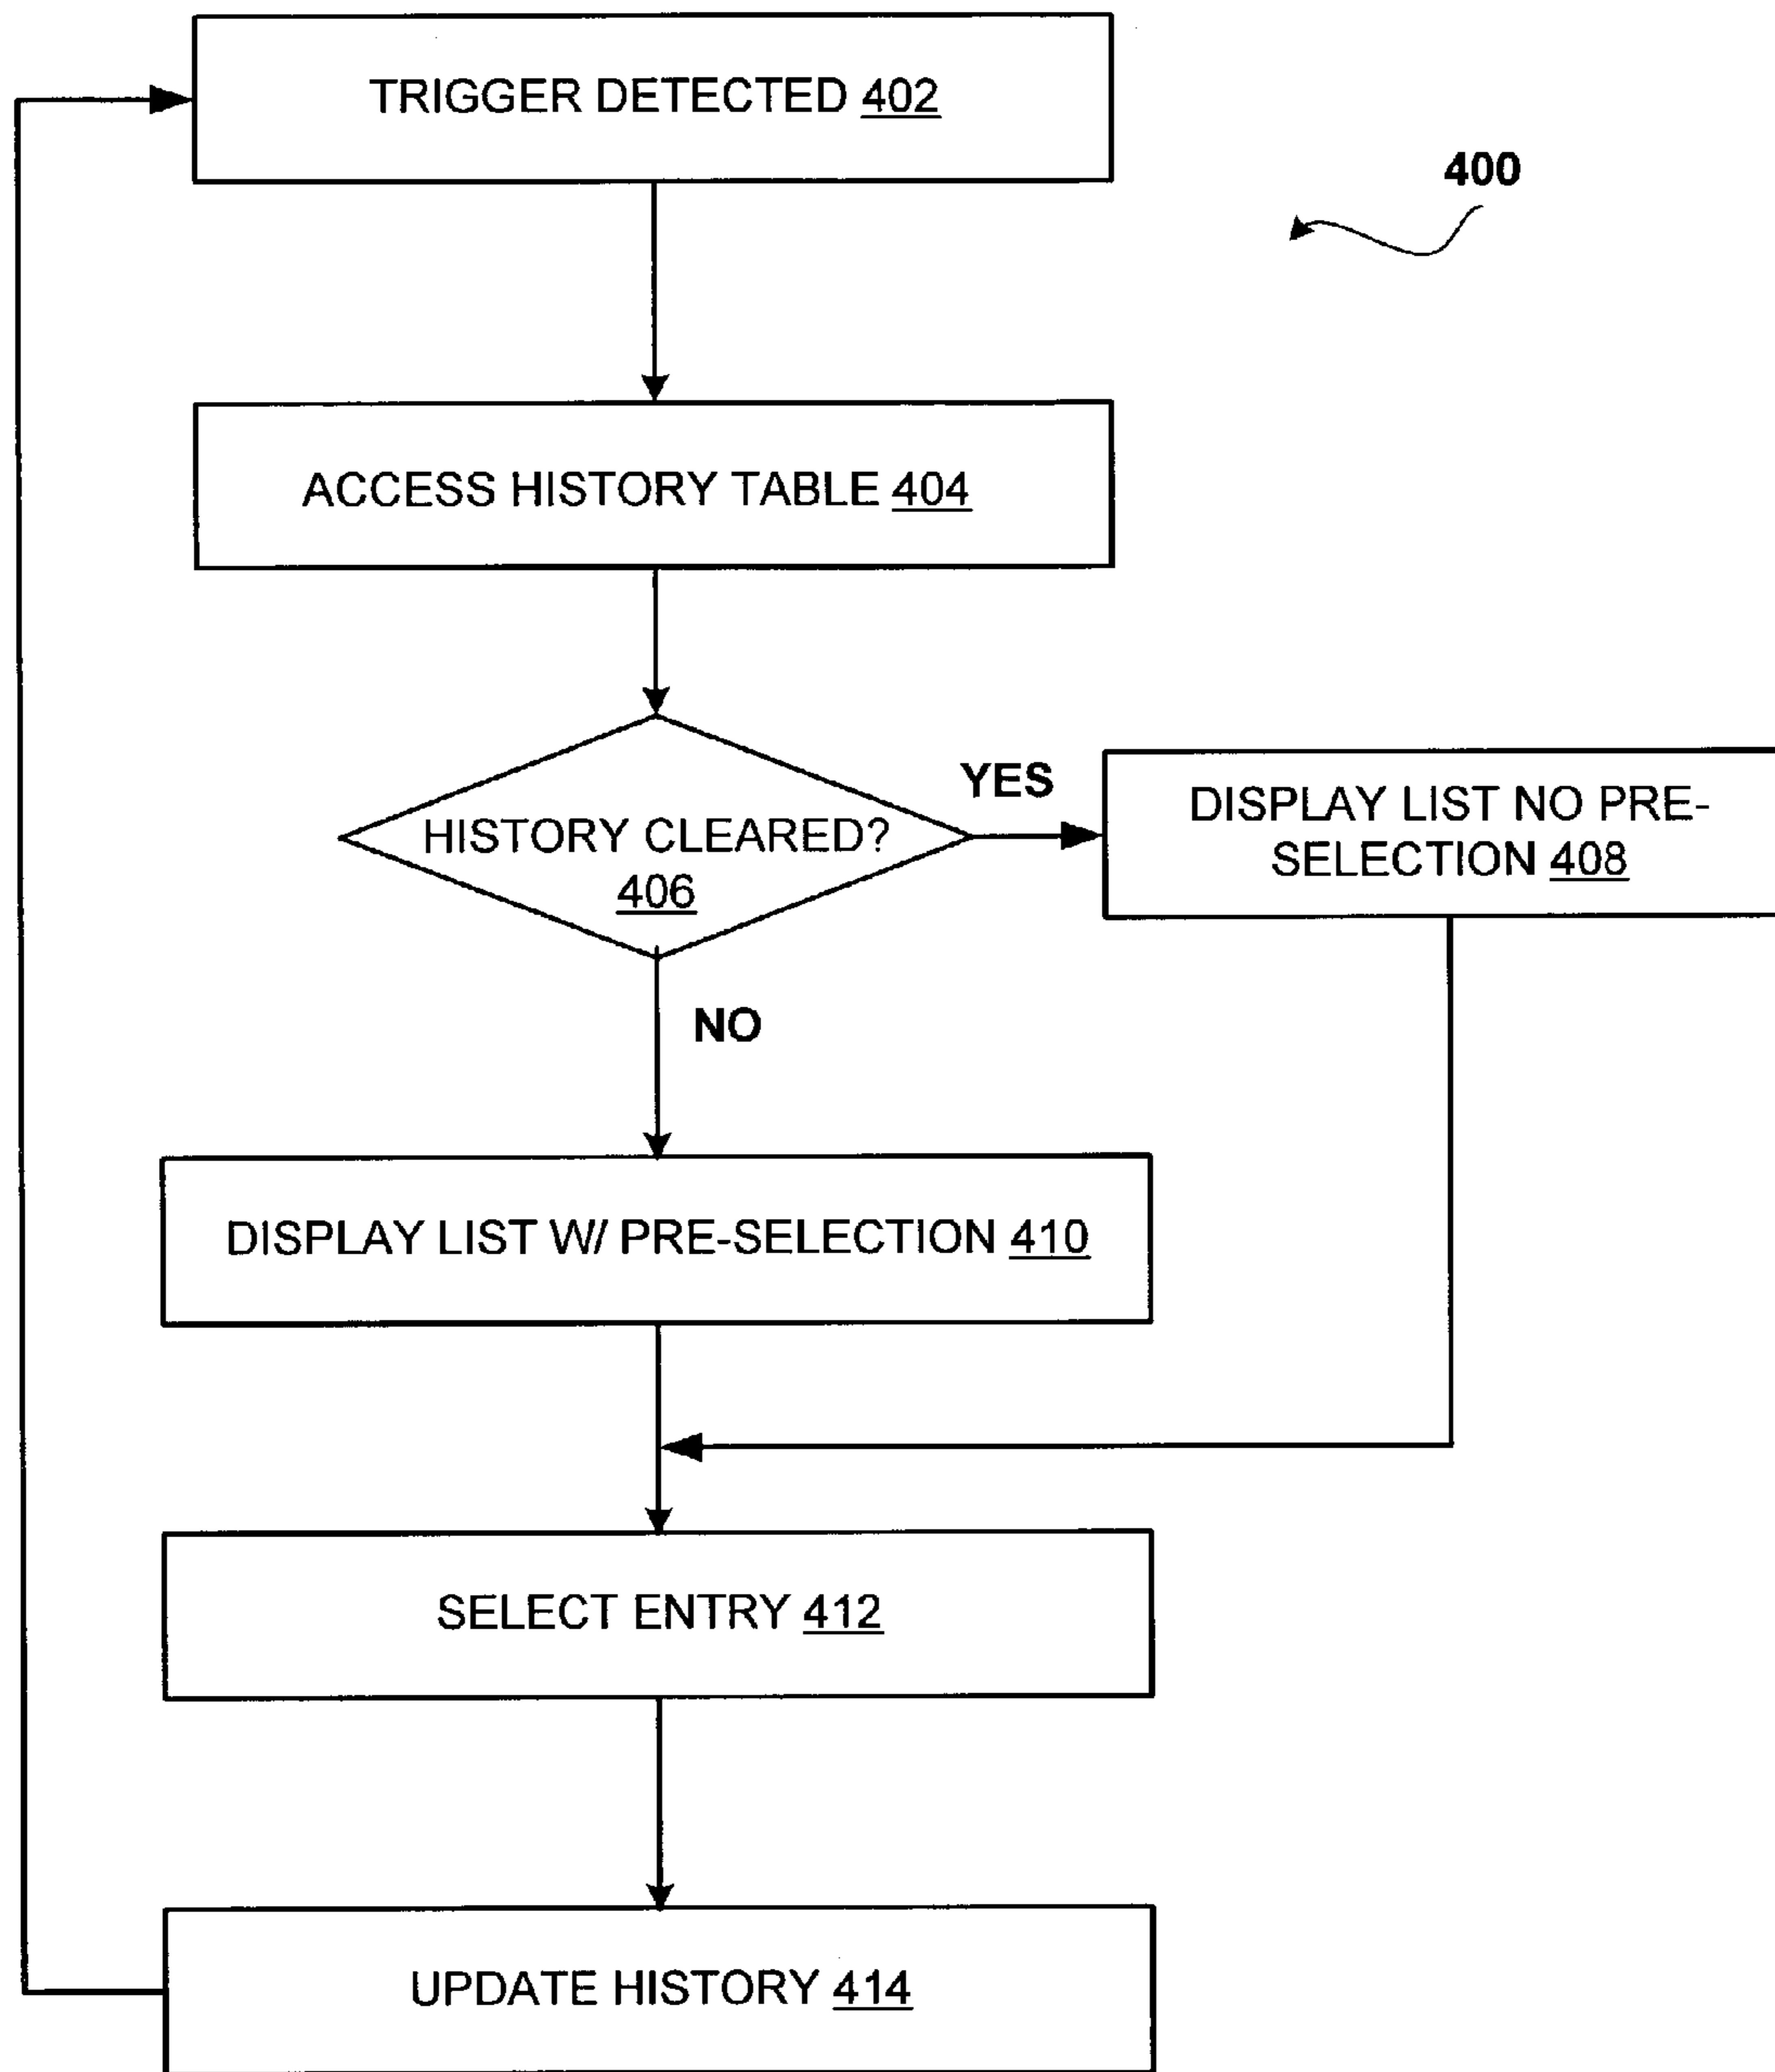 TRIGGER DETECTED 402
400
ACCESS HISTORY TABLE 404
HISTORY CLEARED?
406
YES
DISPLAY LIST NO PRE-
SELECTION 408
NO
DISPLAY LIST W/ PRE-SELECTION 410
SELECT ENTRY 412
UPDATE HISTORY 414